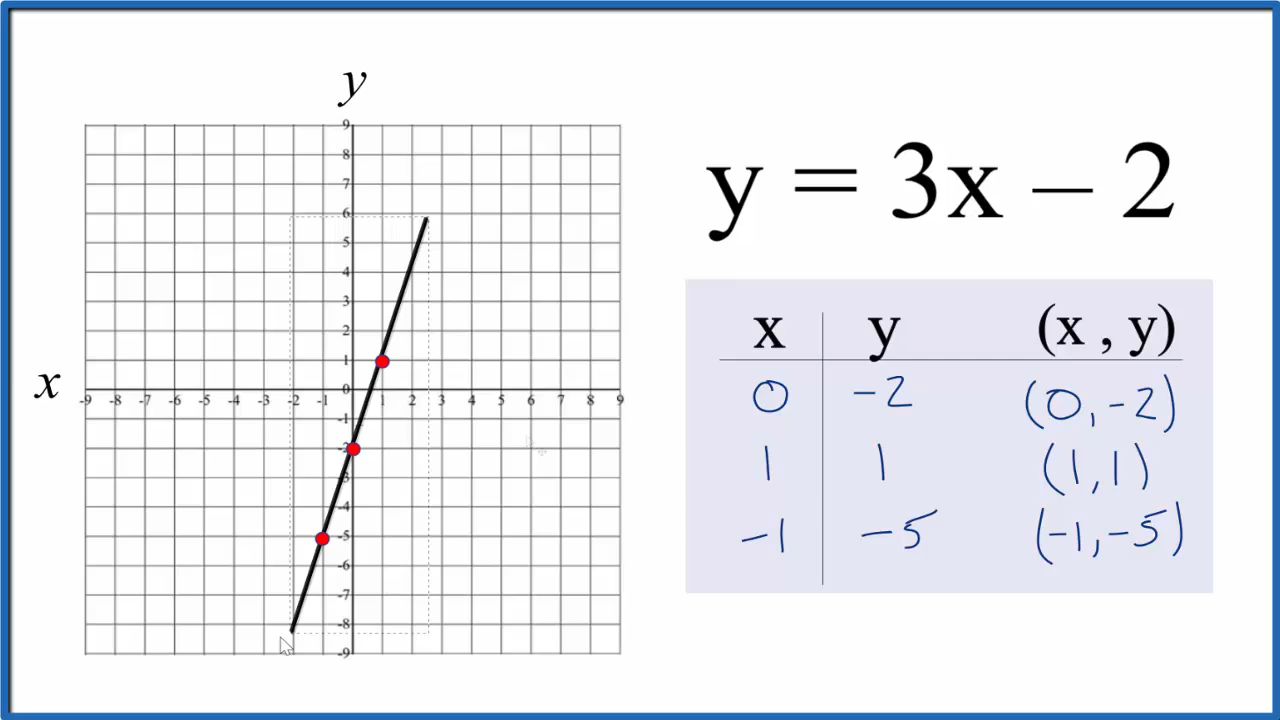 y
9
8
7
6
5
4
3
2
1
x
0
-9 -8 -7 -6 -5 -4 -3 -2 -1 1 2 3 4 5 6 7 8 9
-1
-2
-3
-4
-5
-6
-7
-8
-9
y = 3x – 2
x y (x , y)
0 -2 (0, -2)
1 1 (1, 1)
-1 -5 (-1, -5)